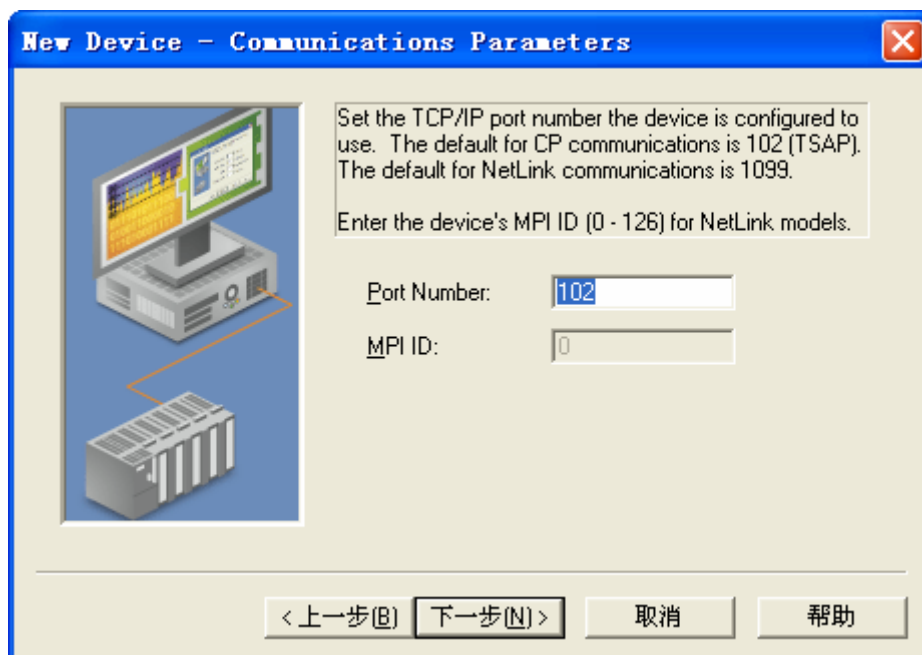 New Device - Communications Parameters
Set the TCP/IP port number the device is configured to
use. The default for CP communications is 102 (TSAP).
The default for NetLink communications is 1099.
Enter the device's MPI ID (0 - 126) for NetLink models.
Port Number: 102
MPI ID: 0
<上一步(B) 下一步(N)> 取消 帮助